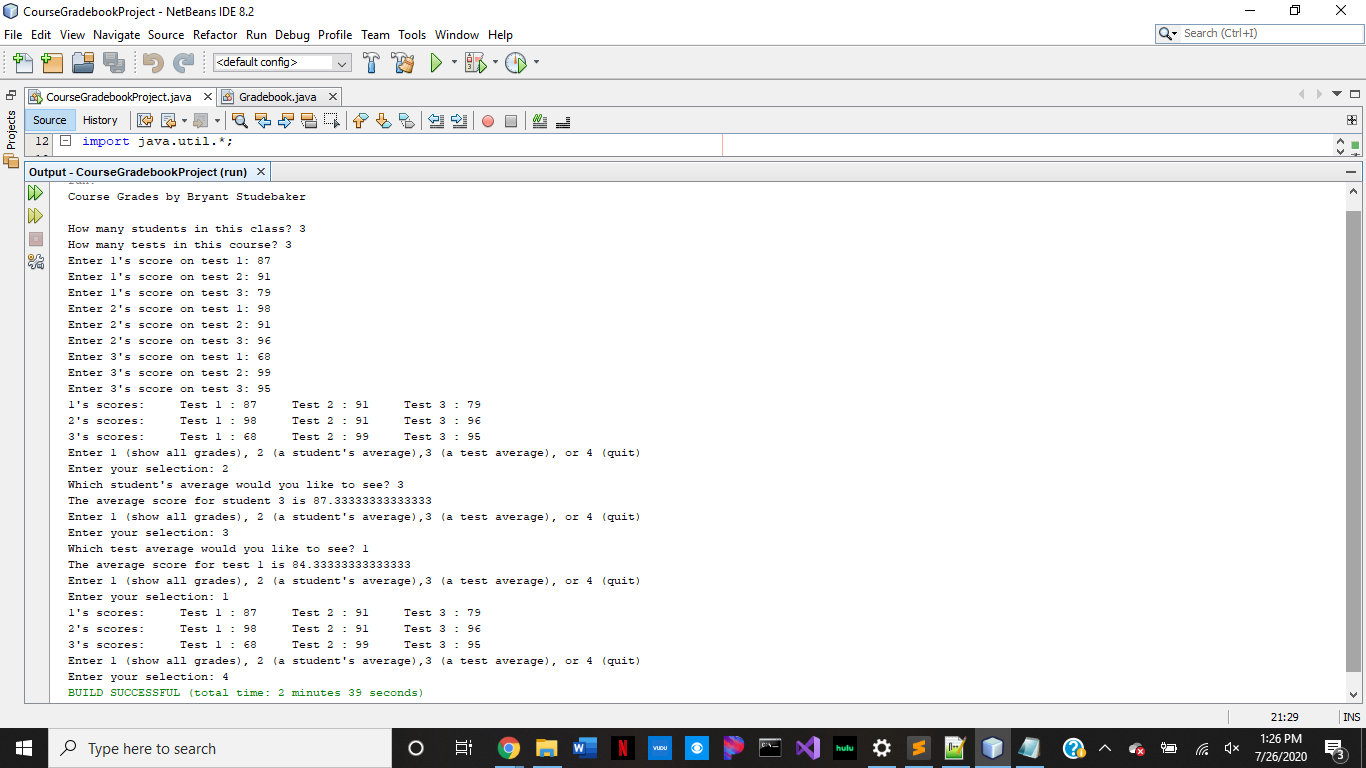 CourseGradebookProject - NetBeans IDE 8.2
File Edit View Navigate Source Refactor Run Debug Profile Team Tools Window Help
Search (Ctrl+I)
<default config>
CourseGradebookProject.java Gradebook.java
Projects
Source History
12 import java.util.*;
Output - CourseGradebookProject (run)
Course Grades by Bryant Studebaker
How many students in this class? 3
How many tests in this course? 3
Enter 1's score on test 1: 87
Enter 1's score on test 2: 91
Enter 1's score on test 3: 79
Enter 2's score on test 1: 98
Enter 2's score on test 2: 91
Enter 2's score on test 3: 96
Enter 3's score on test 1: 68
Enter 3's score on test 2: 99
Enter 3's score on test 3: 95
1's scores: Test 1 : 87 Test 2 : 91 Test 3 : 79
2's scores: Test 1 : 98 Test 2 : 91 Test 3 : 96
3's scores: Test 1 : 68 Test 2 : 99 Test 3 : 95
Enter 1 (show all grades), 2 (a student's average),3 (a test average), or 4 (quit)
Enter your selection: 2
Which student's average would you like to see? 3
The average score for student 3 is 87.33333333333333
Enter 1 (show all grades), 2 (a student's average),3 (a test average), or 4 (quit)
Enter your selection: 3
Which test average would you like to see? 1
The average score for test 1 is 84.33333333333333
Enter 1 (show all grades), 2 (a student's average),3 (a test average), or 4 (quit)
Enter your selection: 1
1's scores: Test 1 : 87 Test 2 : 91 Test 3 : 79
2's scores: Test 1 : 98 Test 2 : 91 Test 3 : 96
3's scores: Test 1 : 68 Test 2 : 99 Test 3 : 95
Enter 1 (show all grades), 2 (a student's average),3 (a test average), or 4 (quit)
Enter your selection: 4
BUILD SUCCESSFUL (total time: 2 minutes 39 seconds)
21:29 INS
Type here to search
VUDU
hulu
1:26 PM
7/26/2020
3